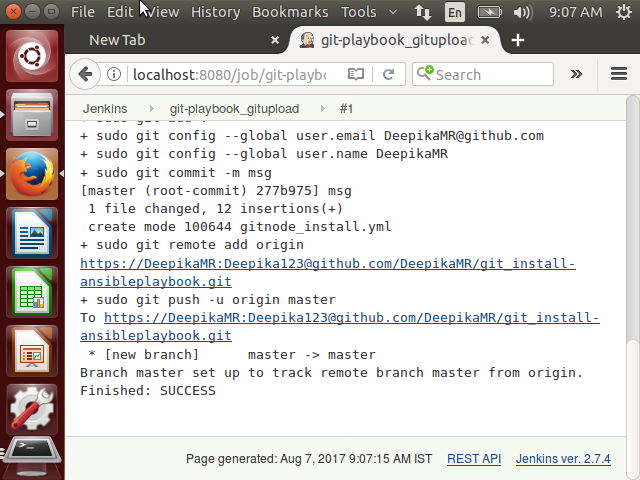 File Edit View History Bookmarks Tools En 9:07 AM
New Tab git-playbook_gitupload
localhost:8080/job/git-playbo Search
Jenkins git-playbook_gitupload #1
+ sudo git add .
+ sudo git config --global user.email DeepikaMR@github.com
+ sudo git config --global user.name DeepikaMR
+ sudo git commit -m msg
[master (root-commit) 277b975] msg
1 file changed, 12 insertions(+)
create mode 100644 gitnode_install.yml
+ sudo git remote add origin
https://DeepikaMR:Deepika123@github.com/DeepikaMR/git_install-
ansibleplaybook.git
+ sudo git push -u origin master
To https://DeepikaMR:Deepika123@github.com/DeepikaMR/git_install-
ansibleplaybook.git
* [new branch] master -> master
Branch master set up to track remote branch master from origin.
Finished: SUCCESS
Page generated: Aug 7, 2017 9:07:15 AM IST REST API Jenkins ver. 2.7.4